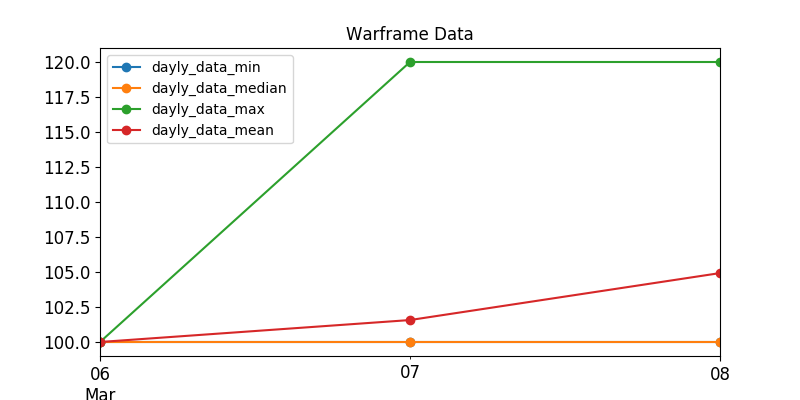 Warframe Data
dayly_data_min
dayly_data_median
dayly_data_max
dayly_data_mean
120.0
117.5
115.0
112.5
110.0
107.5
105.0
102.5
100.0
06 07 08
Mar